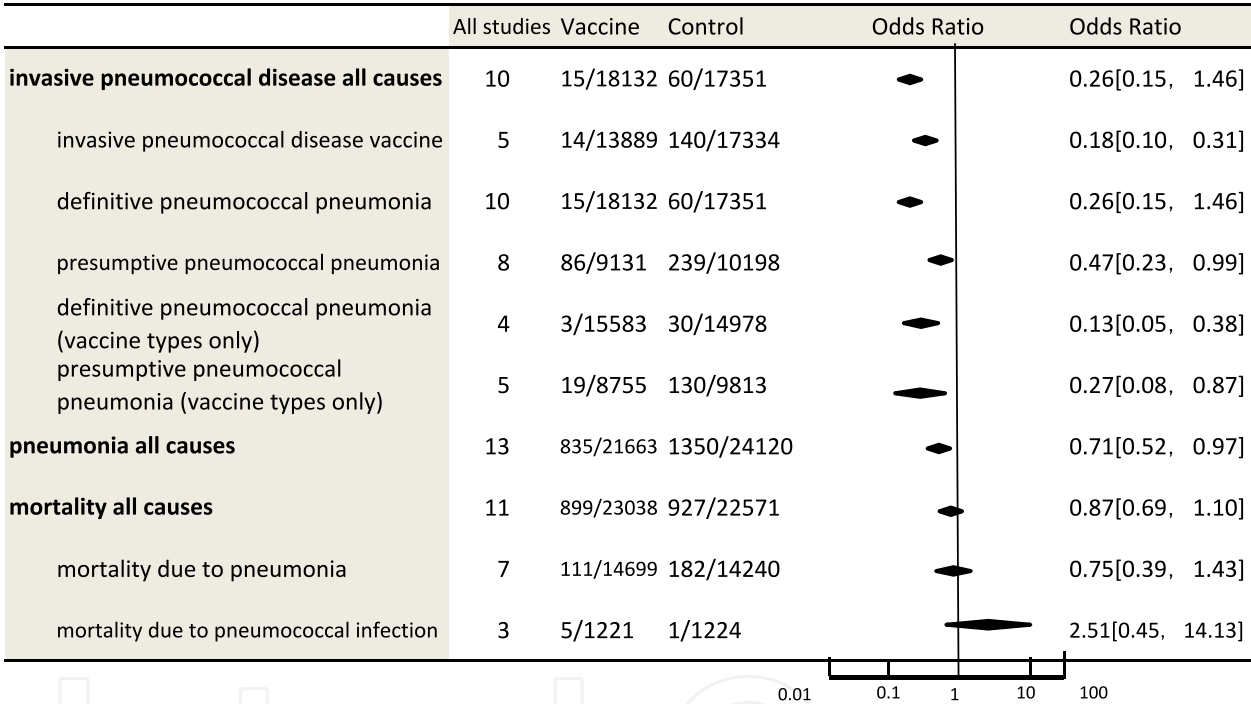 All studies Vaccine Control Odds Ratio Odds Ratio
invasive pneumococcal disease all causes 10 15/18132 60/17351 0.26[0.15, 1.46]
invasive pneumococcal disease vaccine 5 14/13889 140/17334 0.18[0.10, 0.31]
definitive pneumococcal pneumonia 10 15/18132 60/17351 0.26[0.15, 1.46]
presumptive pneumococcal pneumonia 8 86/9131 239/10198 0.47[0.23, 0.99]
definitive pneumococcal pneumonia
(vaccine types only) 4 3/15583 30/14978 0.13[0.05, 0.38]
presumptive pneumococcal
pneumonia (vaccine types only) 5 19/8755 130/9813 0.27[0.08, 0.87]
pneumonia all causes 13 835/21663 1350/24120 0.71[0.52, 0.97]
mortality all causes 11 899/23038 927/22571 0.87[0.69, 1.10]
mortality due to pneumonia 7 111/14699 182/14240 0.75[0.39, 1.43]
mortality due to pneumococcal infection 3 5/1221 1/1224 2.51[0.45, 14.13]
0.01 0.1 1 10 100